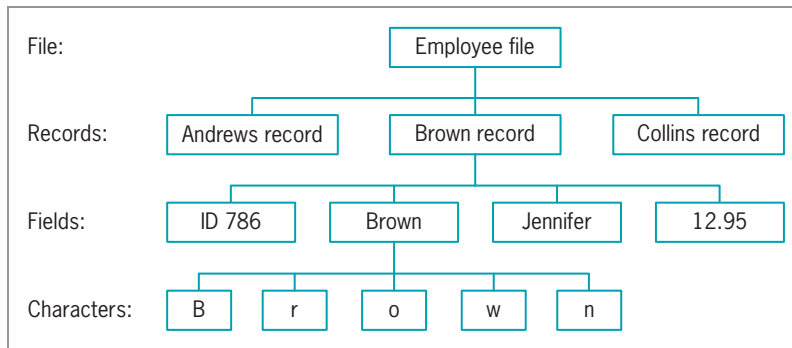 File: Employee file
Records: Andrews record Brown record Collins record
Fields: ID 786 Brown Jennifer 12.95
Characters: B r o w n